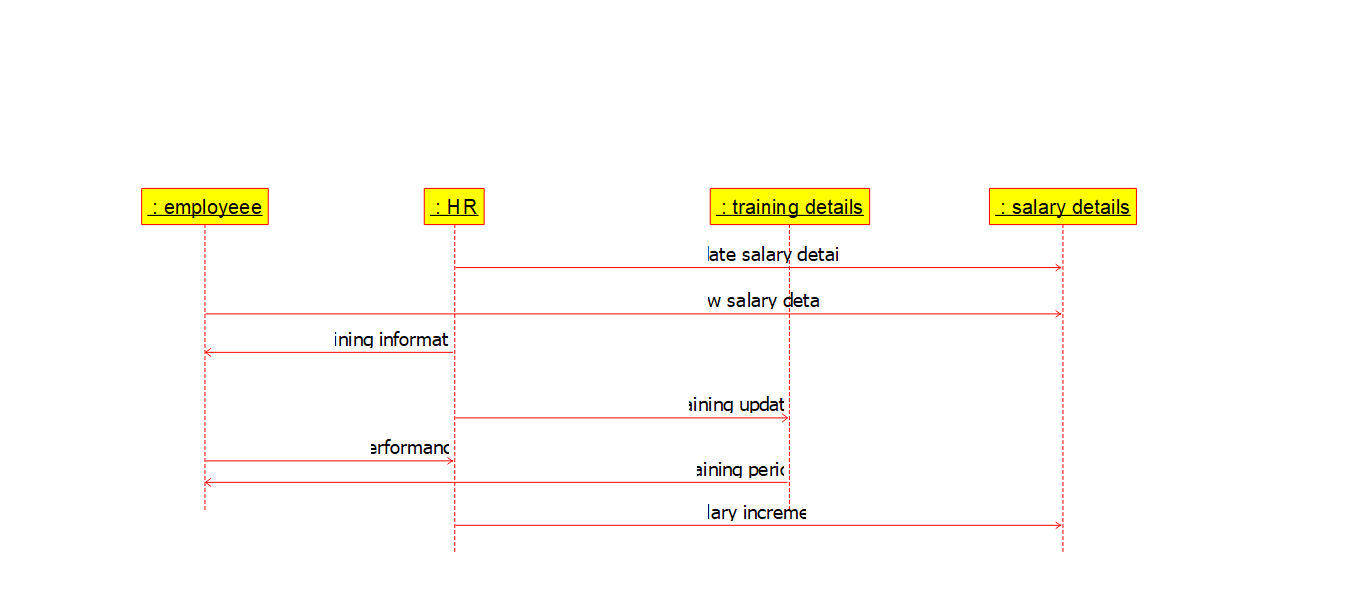 : employeee
: HR
: training details
: salary details
late salary detai
w salary deta
ining informat
aining updat
erformanc
aining peric
lary increme